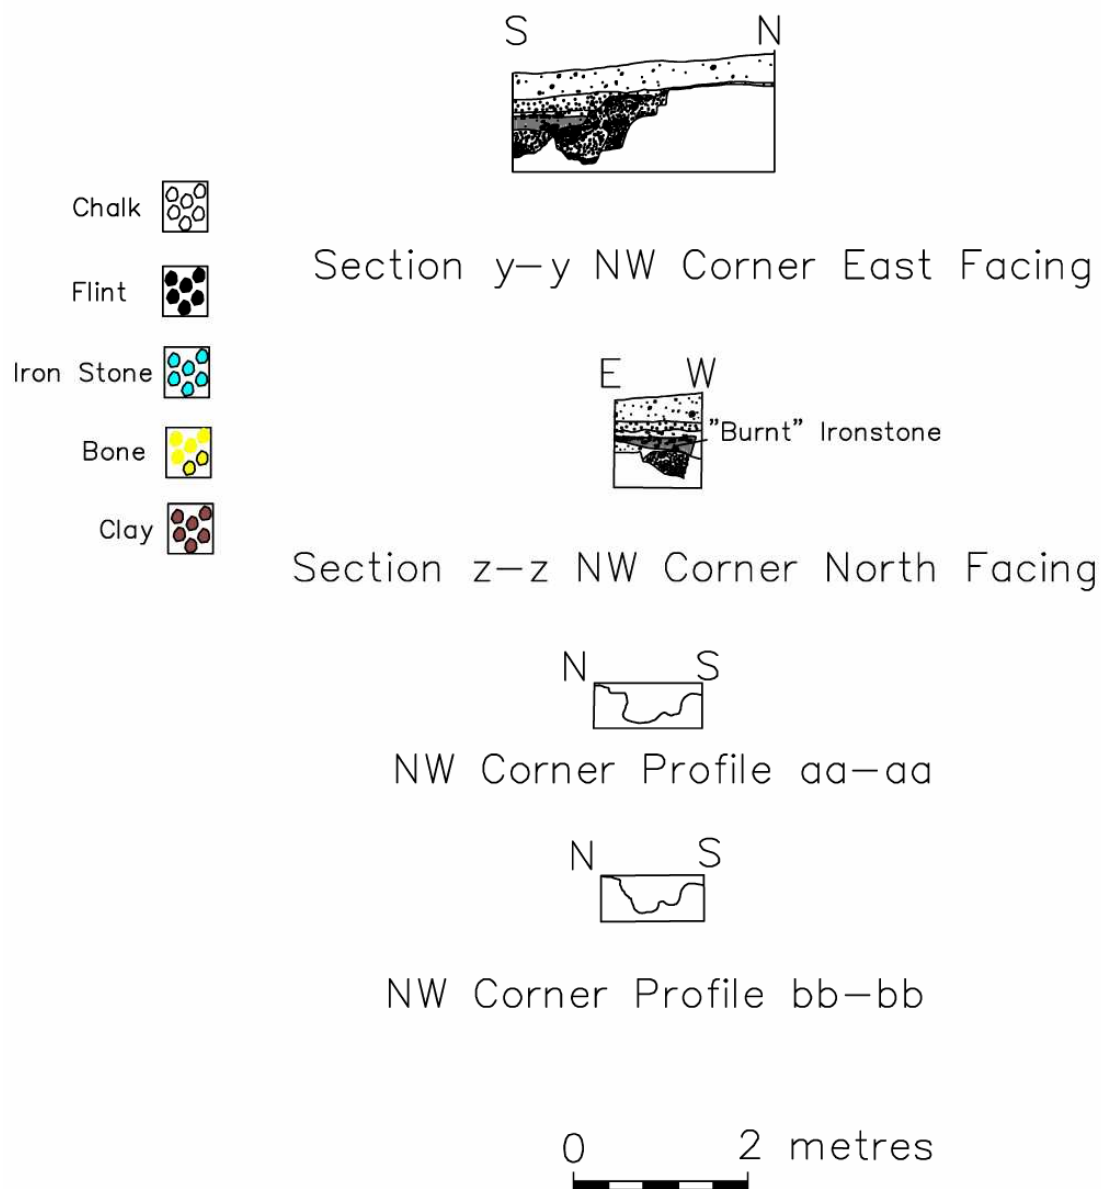 S N
Chalk
Flint
Iron Stone
Bone
Clay
Section y-y NW Corner East Facing
E W
"Burnt" Ironstone
Section z-z NW Corner North Facing
N S
NW Corner Profile aa-aa
N S
NW Corner Profile bb-bb
0 2 metres